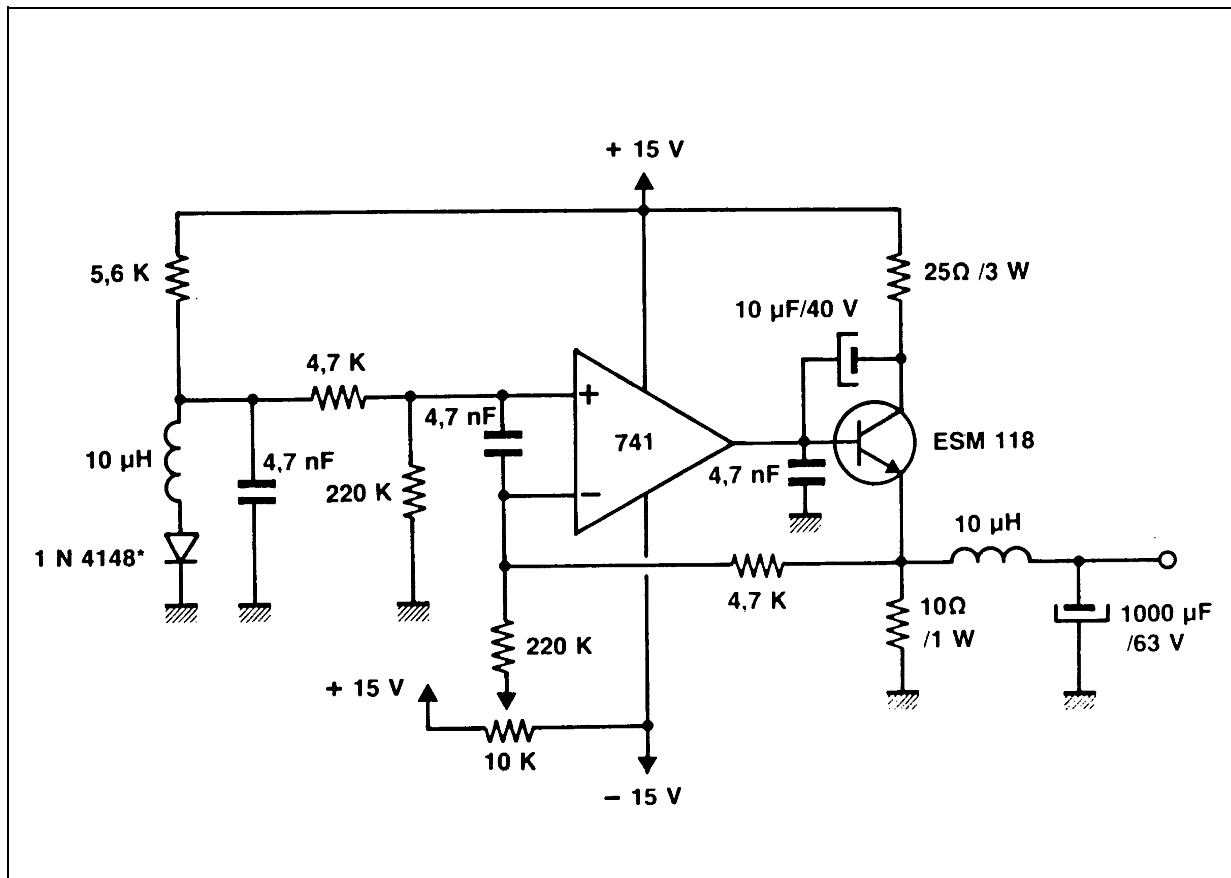 + 15 V
5,6 K
25Ω /3 W
10 µF/40 V
4,7 K
4,7 nF
+
741
ESM 118
10 µH
4,7 nF
4,7 nF
220 K
−
10 µH
1 N 4148*
4,7 K
10Ω
/1 W
1000 µF
/63 V
220 K
+ 15 V
10 K
− 15 V